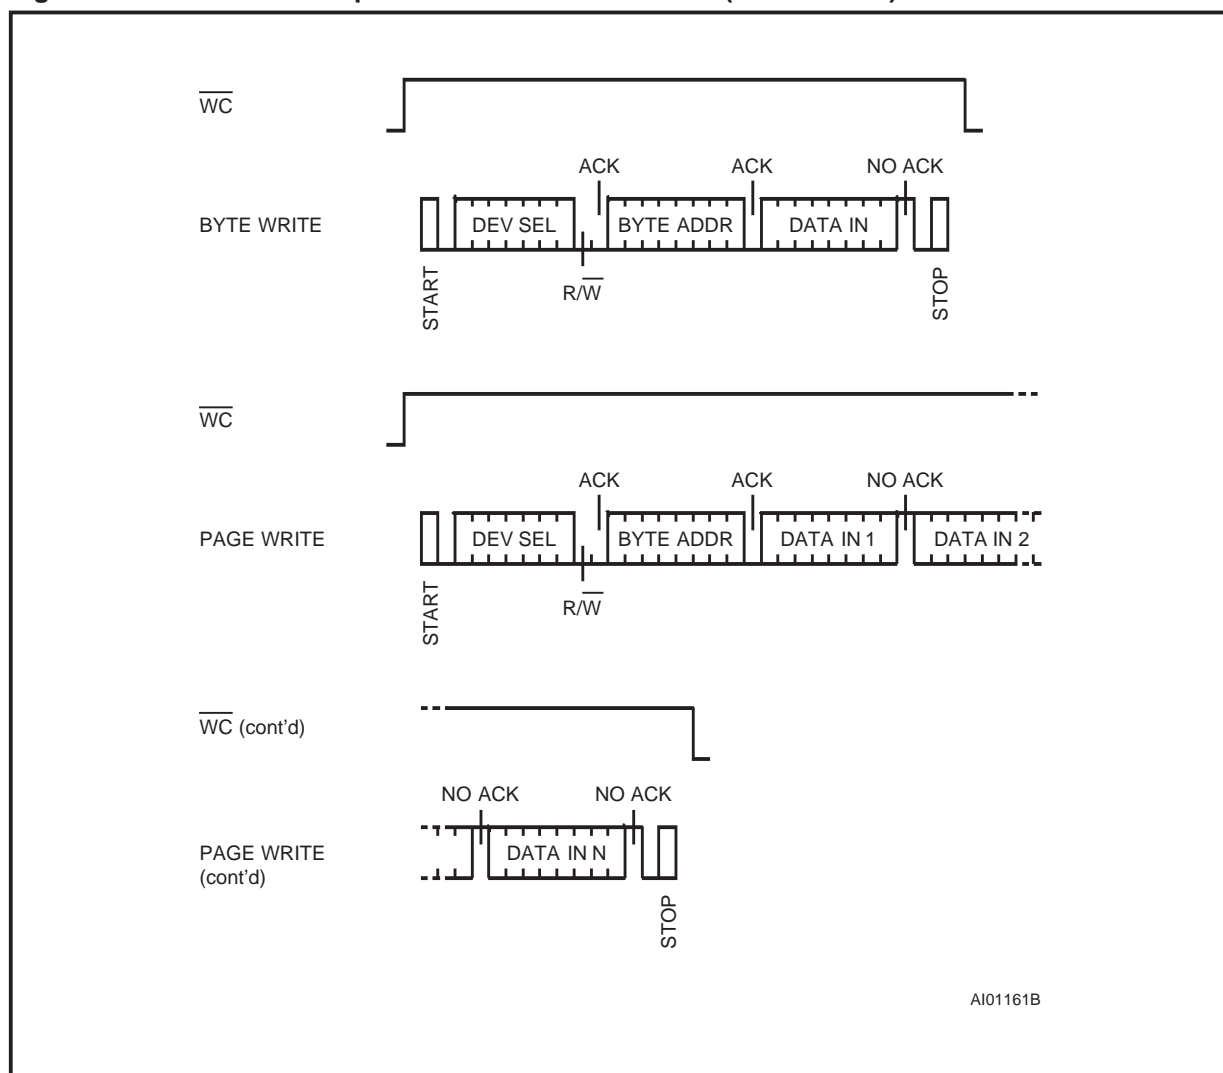 WC
ACK ACK NO ACK
BYTE WRITE DEV SEL BYTE ADDR DATA IN
R/W
START STOP
WC
ACK ACK NO ACK
PAGE WRITE DEV SEL BYTE ADDR DATA IN 1 DATA IN 2
R/W
START
WC (cont'd)
NO ACK NO ACK
PAGE WRITE DATA IN N
(cont'd)
STOP
AI01161B